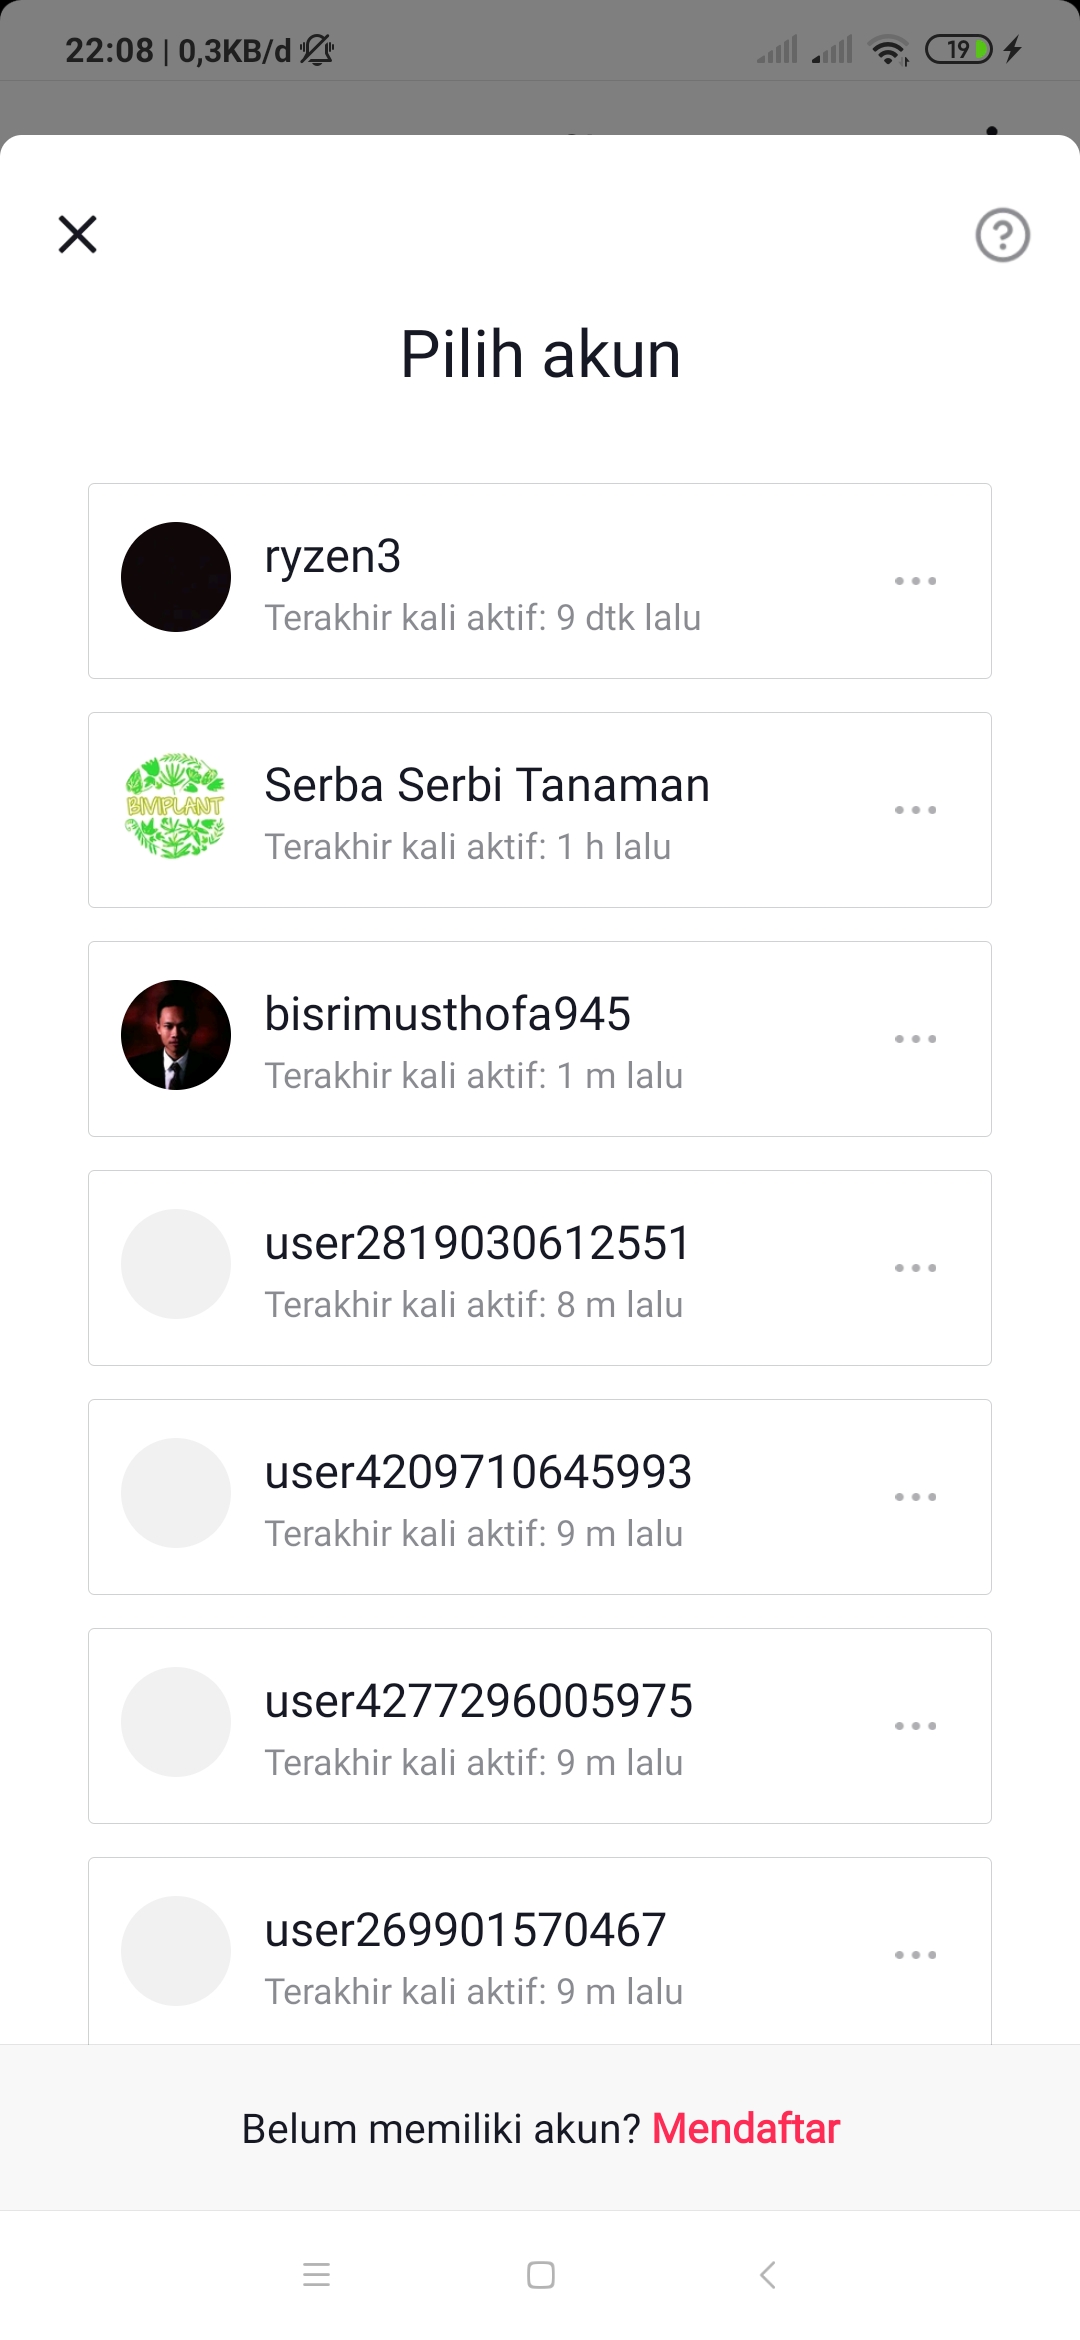 22:08 | 0,3KB/d
19
Pilih akun
ryzen3
Terakhir kali aktif: 9 dtk lalu
BIVIPLANT
Serba Serbi Tanaman
Terakhir kali aktif: 1 h lalu
bisrimusthofa945
Terakhir kali aktif: 1 m lalu
user2819030612551
Terakhir kali aktif: 8 m lalu
user4209710645993
Terakhir kali aktif: 9 m lalu
user4277296005975
Terakhir kali aktif: 9 m lalu
user269901570467
Terakhir kali aktif: 9 m lalu
Belum memiliki akun? Mendaftar